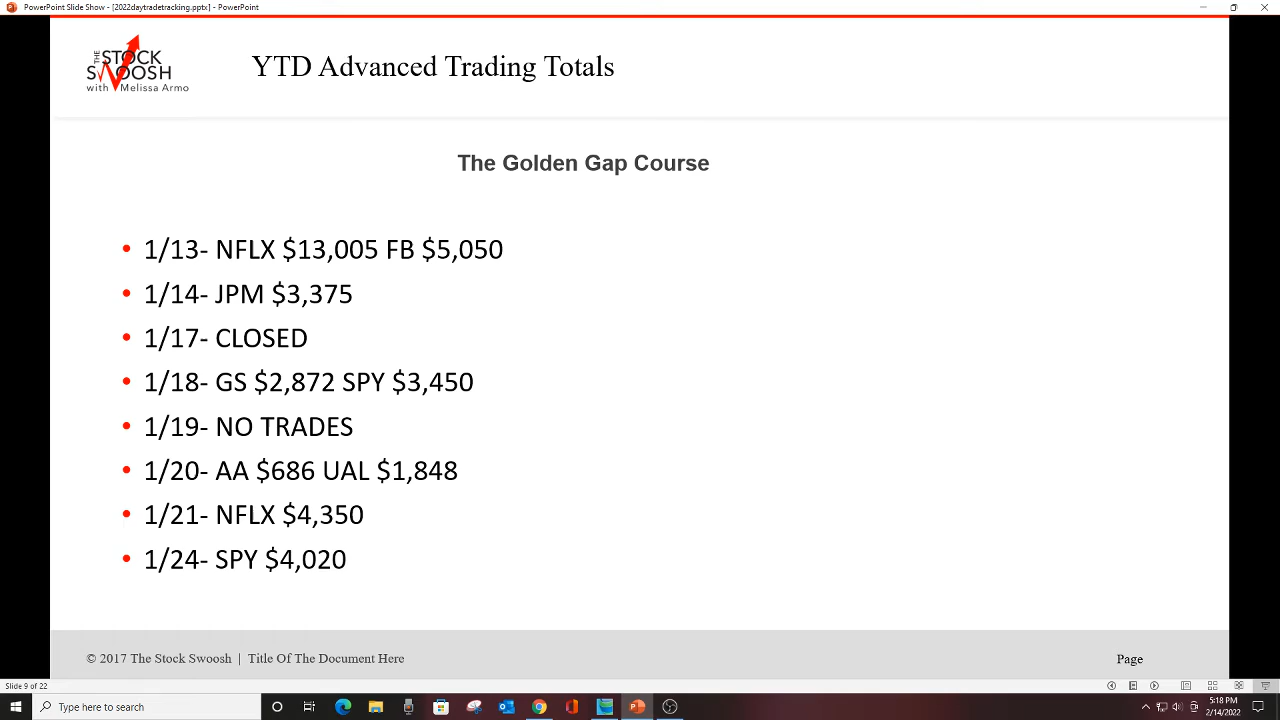 PowerPoint Slide Show - [2022daytradetracking.pptx] - PowerPoint
THE STOCK SWOOSH
with Melissa Armo
YTD Advanced Trading Totals
The Golden Gap Course
• 1/13- NFLX $13,005 FB $5,050
• 1/14- JPM $3,375
• 1/17- CLOSED
• 1/18- GS $2,872 SPY $3,450
• 1/19- NO TRADES
• 1/20- AA $686 UAL $1,848
• 1/21- NFLX $4,350
• 1/24- SPY $4,020
© 2017 The Stock Swoosh | Title Of The Document Here
Page
Slide 9 of 22
Type here to search
5:18 PM
2/14/2022